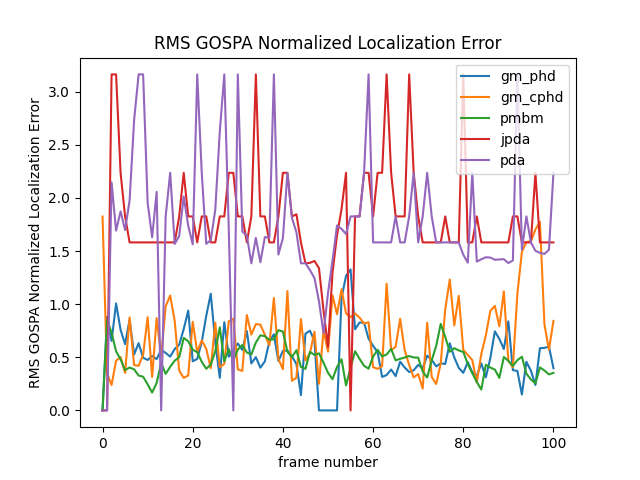 RMS GOSPA Normalized Localization Error
RMS GOSPA Normalized Localization Error
3.0
2.5
2.0
1.5
1.0
0.5
0.0
gm_phd
gm_cphd
pmbm
jpda
pda
0 20 40 60 80 100
frame number